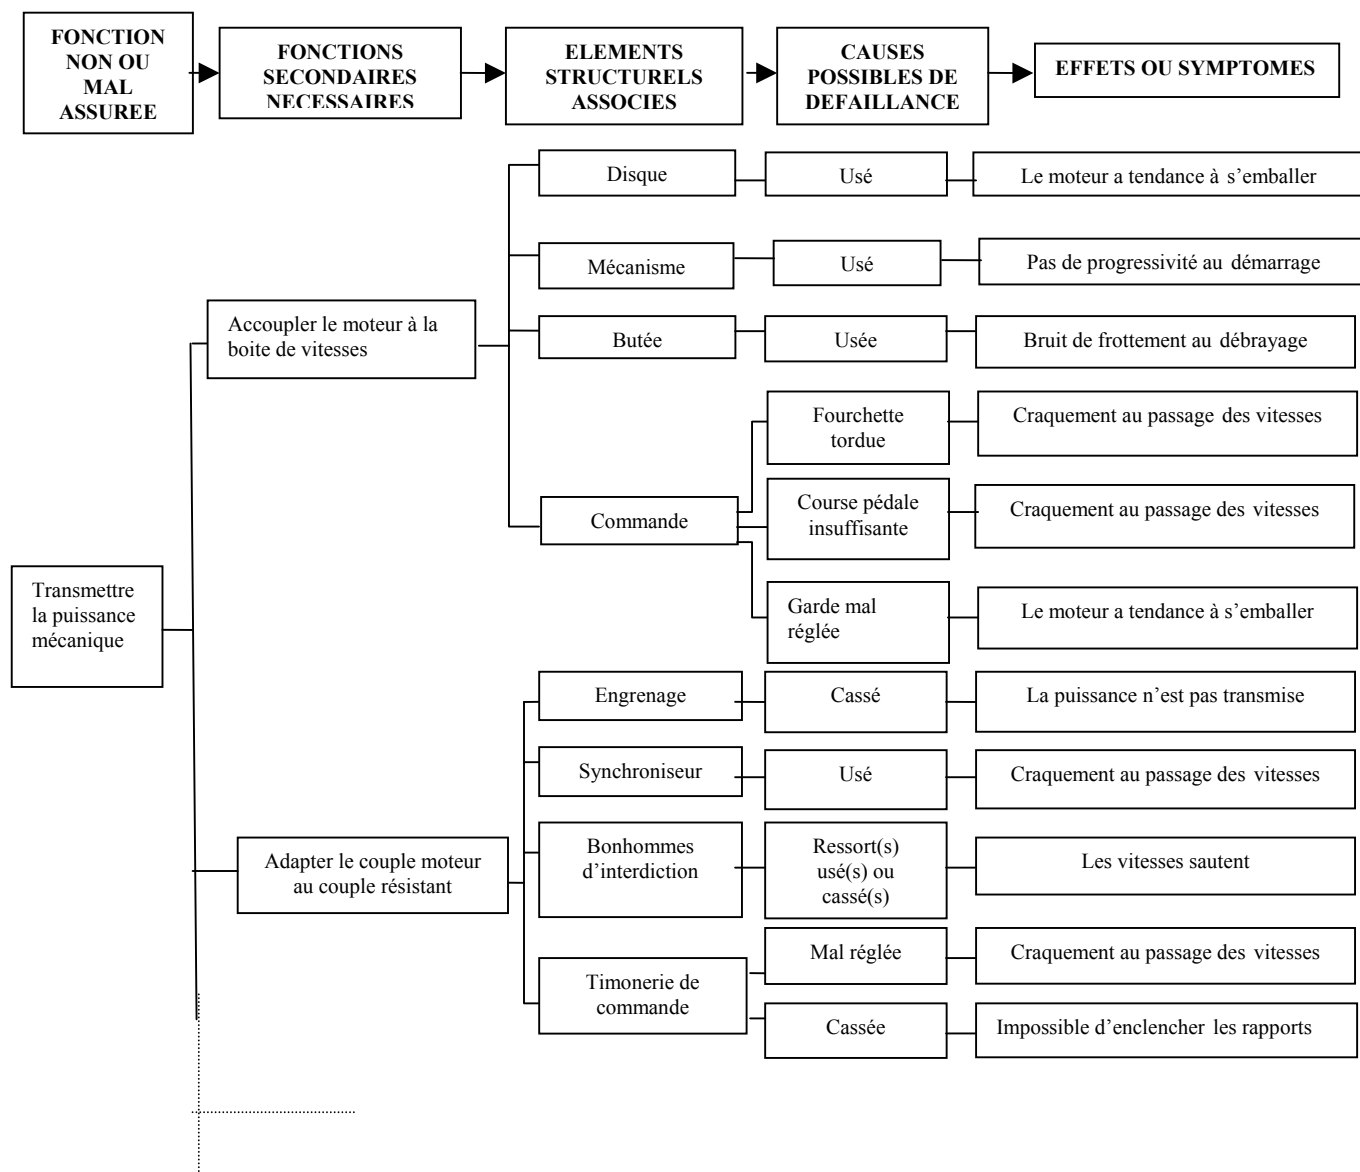 FONCTION
NON OU
MAL
ASSUREE
FONCTIONS
SECONDAIRES
NECESSAIRES
ELEMENTS
STRUCTURELS
ASSOCIES
CAUSES
POSSIBLES DE
DEFAILLANCE
EFFETS OU SYMPTOMES
Transmettre
la puissance
mécanique
Accoupler le moteur à la
boite de vitesses
Disque
Usé
Le moteur a tendance à s’emballer
Mécanisme
Usé
Pas de progressivité au démarrage
Butée
Usée
Bruit de frottement au débrayage
Commande
Fourchette
tordue
Craquement au passage des vitesses
Course pédale
insuffisante
Craquement au passage des vitesses
Garde mal
réglée
Le moteur a tendance à s’emballer
Adapter le couple moteur
au couple résistant
Engrenage
Cassé
La puissance n’est pas transmise
Synchroniseur
Usé
Craquement au passage des vitesses
Bonhommes
d’interdiction
Ressort(s)
usé(s) ou
cassé(s)
Les vitesses sautent
Timonerie de
commande
Mal réglée
Craquement au passage des vitesses
Cassée
Impossible d’enclencher les rapports